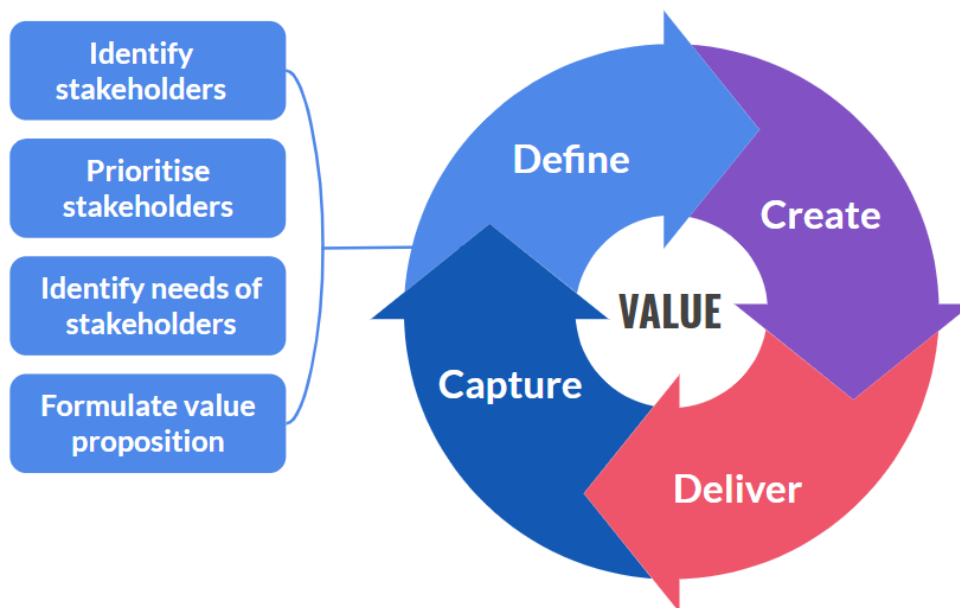 Identify
stakeholders
Prioritise
stakeholders
Identify needs of
stakeholders
Formulate value
proposition
Define
Create
VALUE
Capture
Deliver